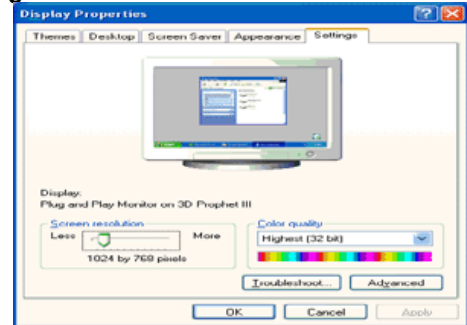 Display Properties
Themes Desktop Screen Saver Appearance Settings
Display:
Plug and Play Monitor on 3D Prophet III
Screen resolution
Less More
1024 by 768 pixels
Color quality
Highest (32 bit)
Troubleshoot... Advanced
OK Cancel Apply